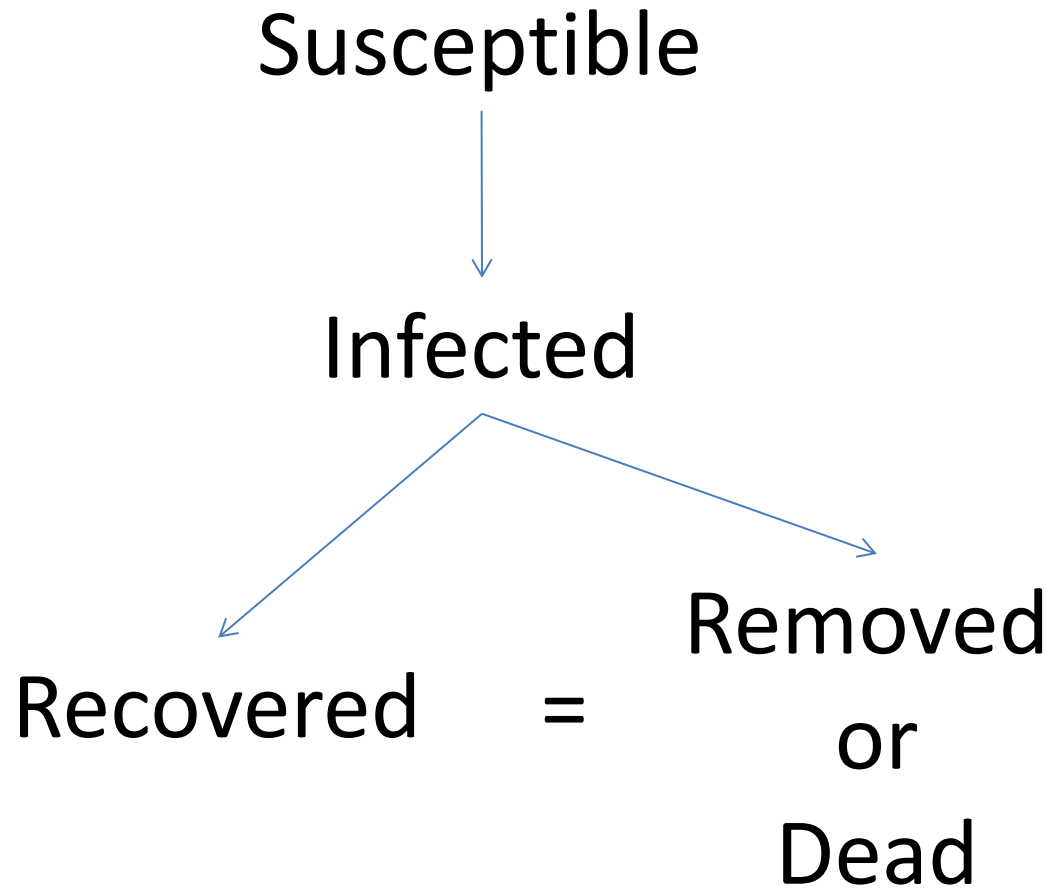 Susceptible
Infected
Removed
Recovered =
or
Dead